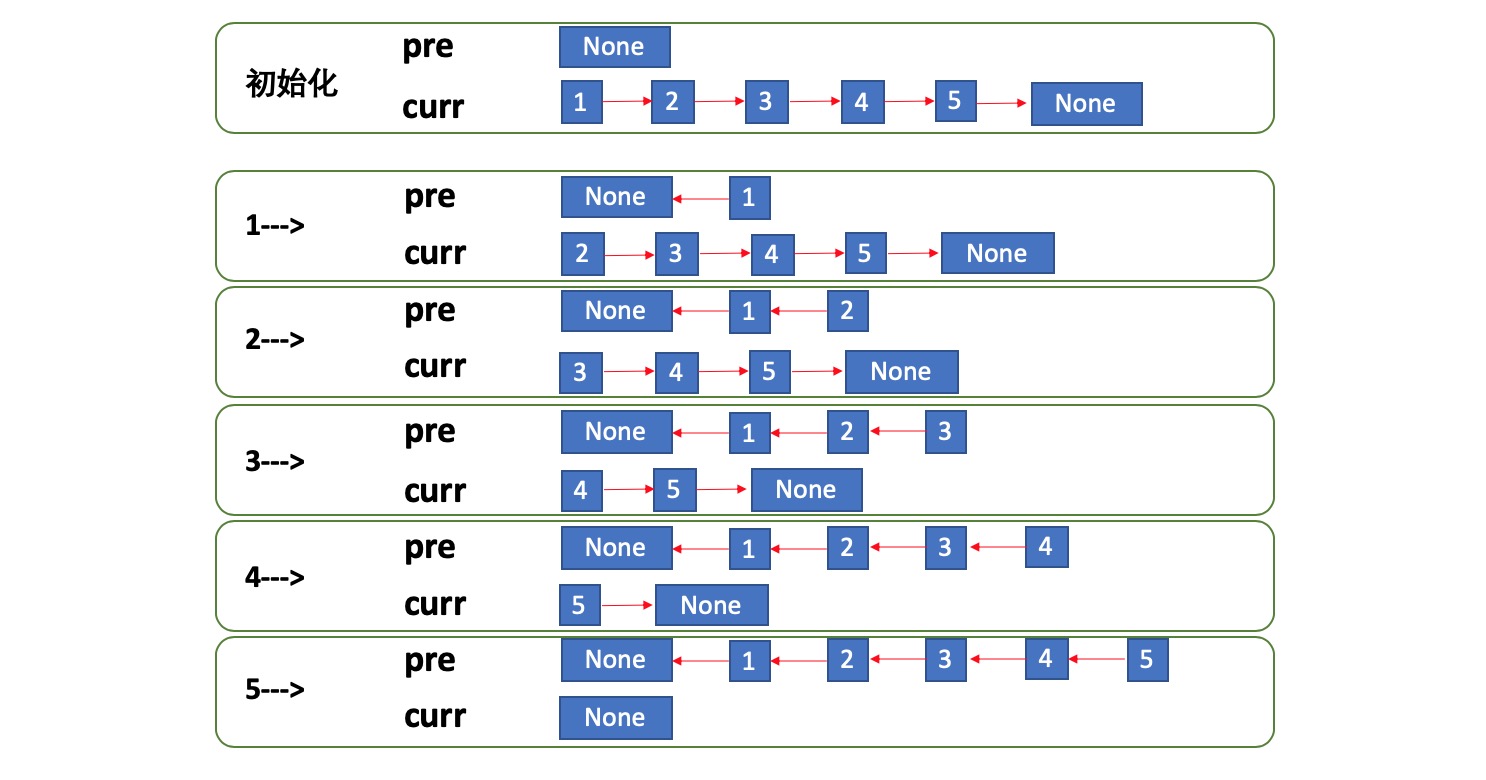 初始化
pre None
curr 1 2 3 4 5 None
1--->
pre None 1
curr 2 3 4 5 None
2--->
pre None 1 2
curr 3 4 5 None
3--->
pre None 1 2 3
curr 4 5 None
4--->
pre None 1 2 3 4
curr 5 None
5--->
pre None 1 2 3 4 5
curr None